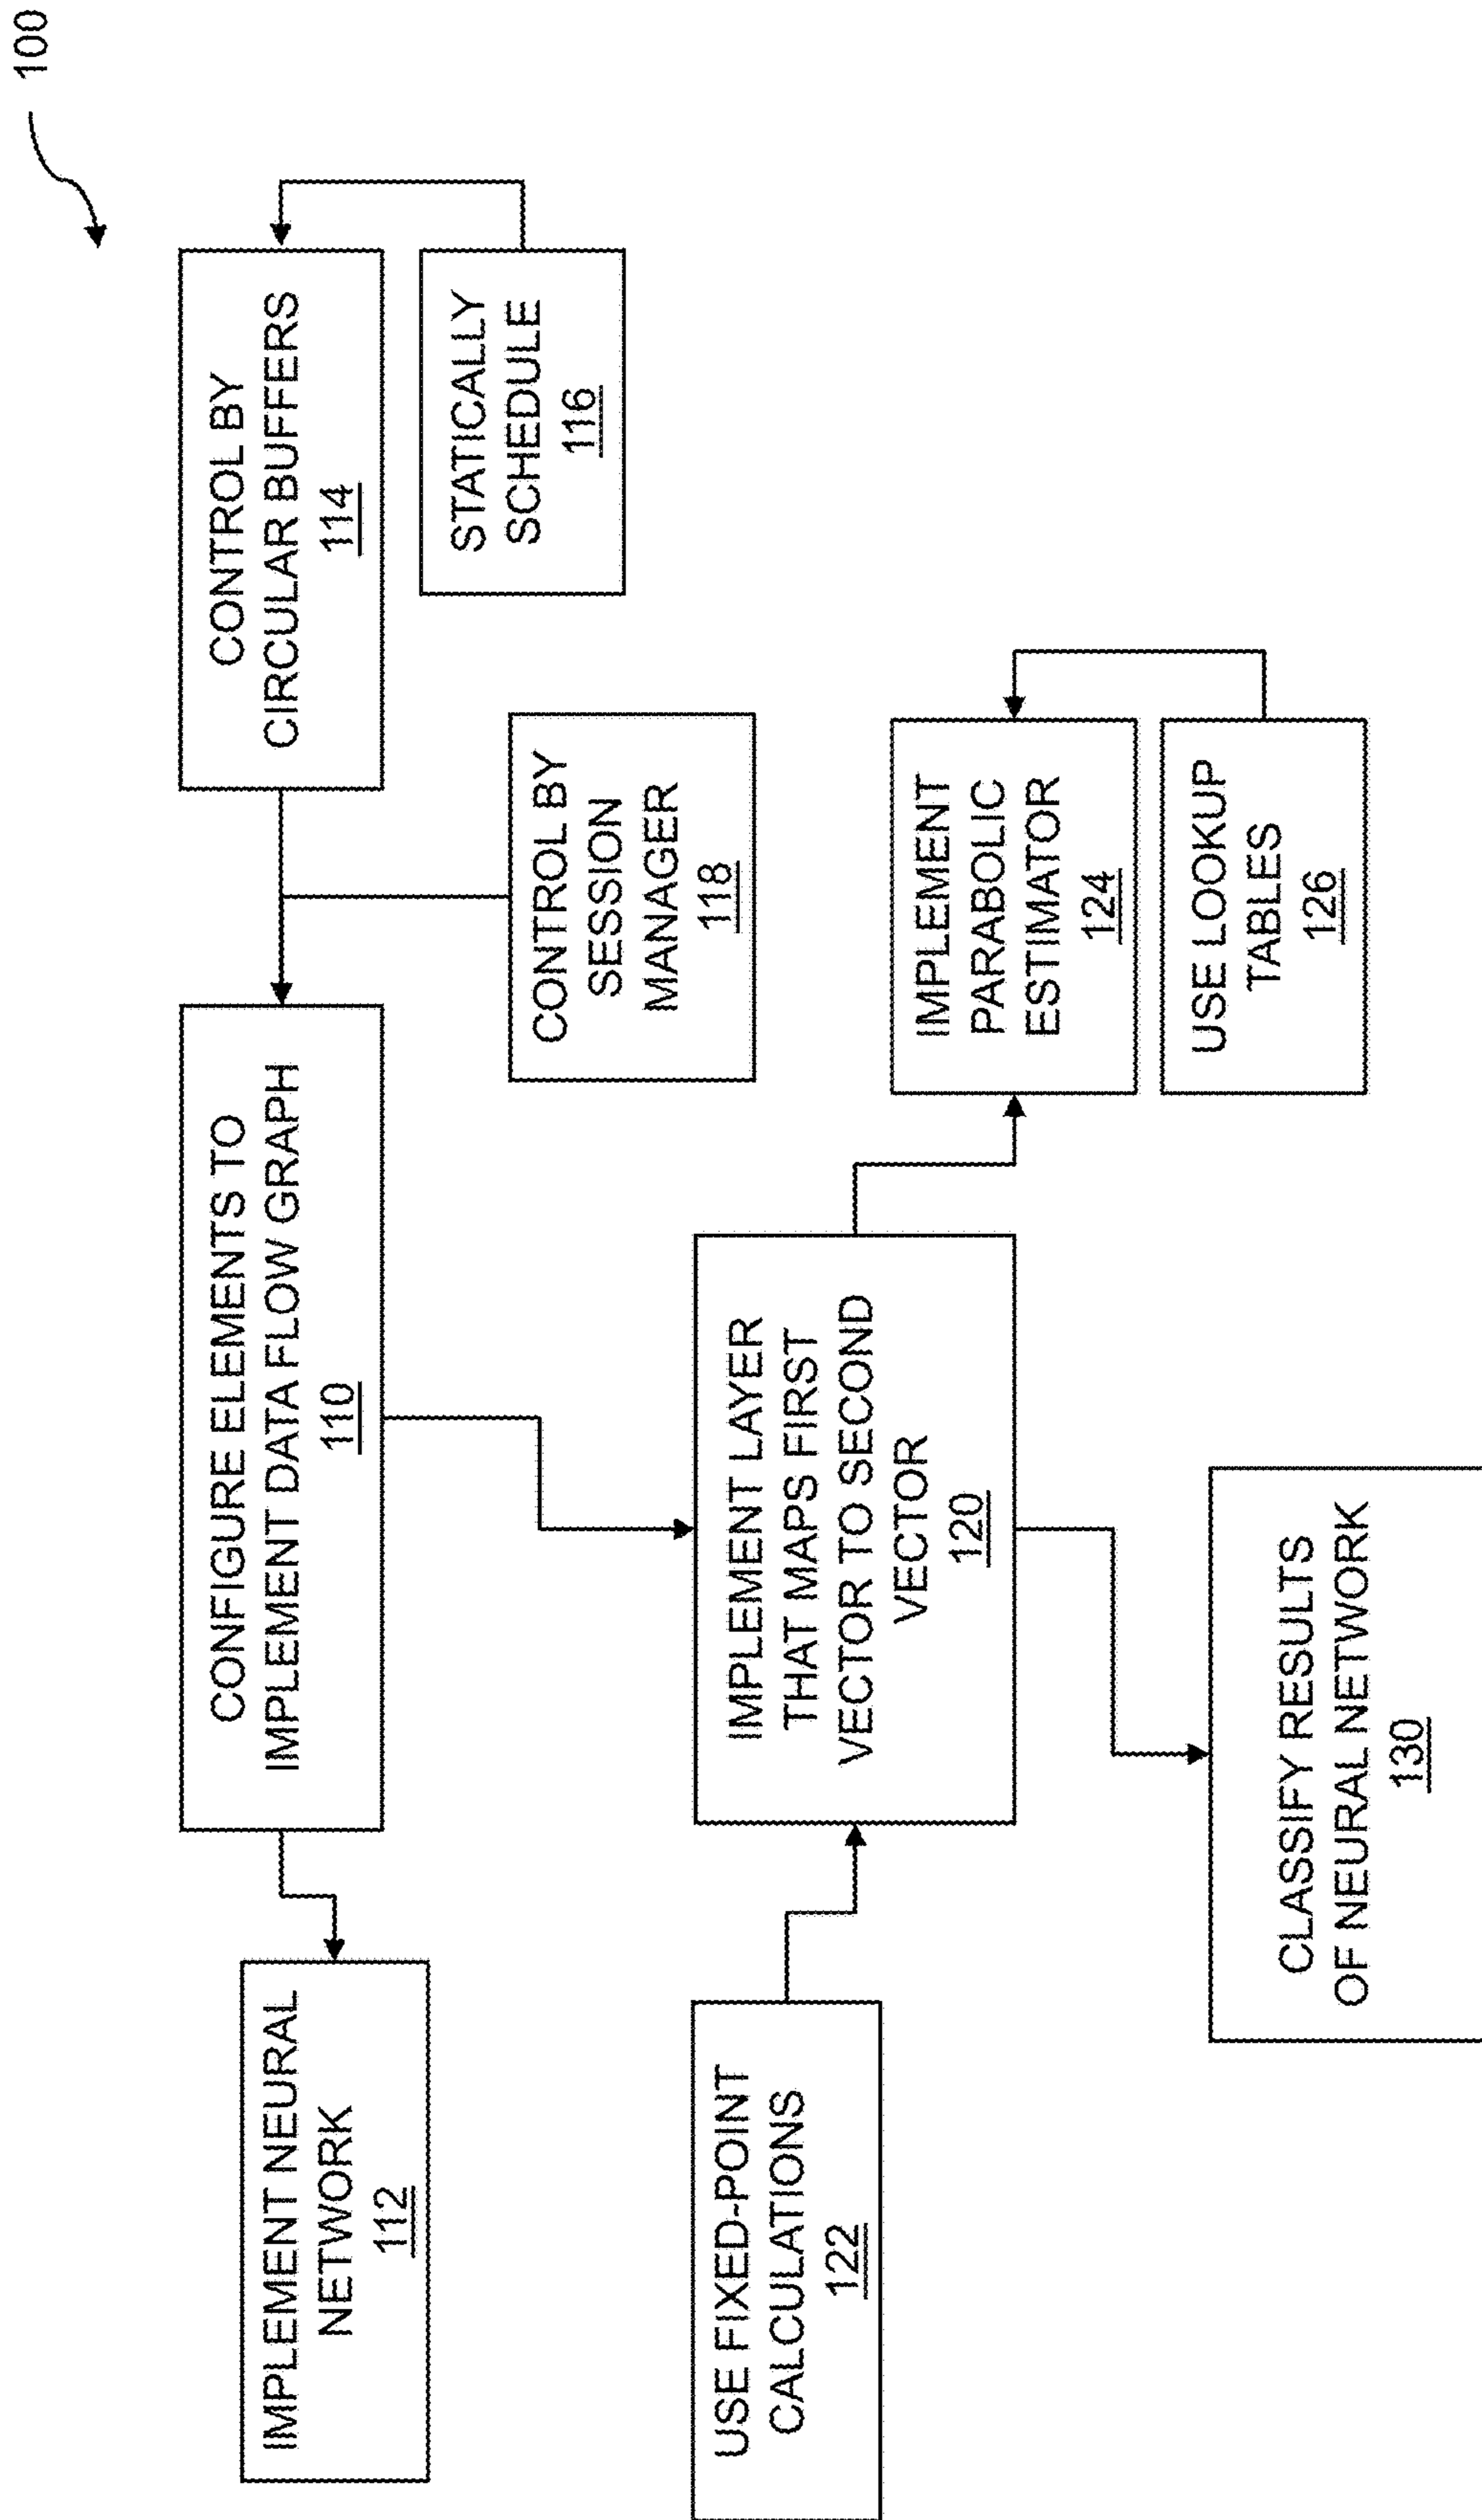 100
IMPLEMENT NEURAL
NETWORK
112
CONFIGURE ELEMENTS TO
IMPLEMENT DATA FLOW GRAPH
110
CONTROL BY
CIRCULAR BUFFERS
114
STATICALLY
SCHEDULE
116
CONTROL BY
SESSION
MANAGER
118
USE FIXED-POINT
CALCULATIONS
122
IMPLEMENT LAYER
THAT MAPS FIRST
VECTOR TO SECOND
VECTOR
120
IMPLEMENT
PARABOLIC
ESTIMATOR
124
USE LOOKUP
TABLES
126
CLASSIFY RESULTS
OF NEURAL NETWORK
130